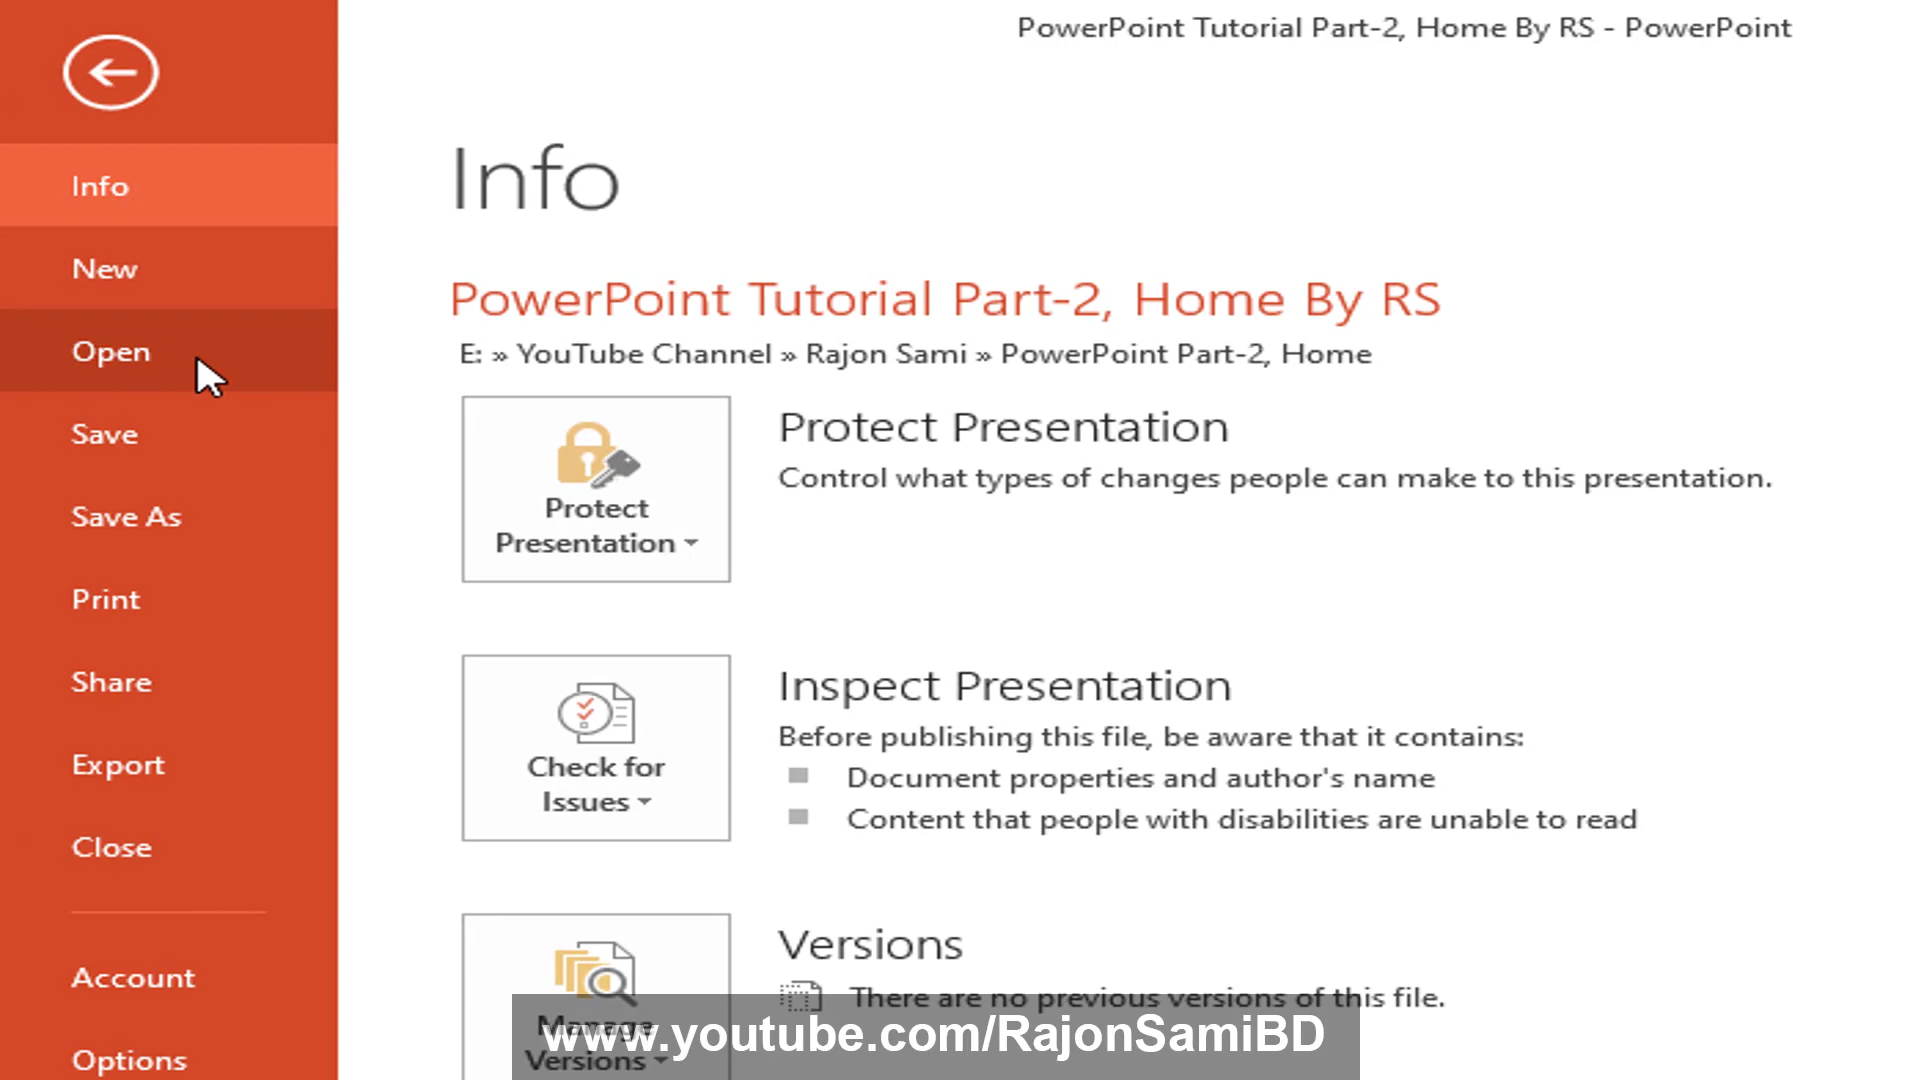 PowerPoint Tutorial Part-2, Home By RS - PowerPoint
Info
New
Open
Save
Save As
Print
Share
Export
Close
Account
Options
Info
PowerPoint Tutorial Part-2, Home By RS
E: » YouTube Channel » Rajon Sami » PowerPoint Part-2, Home
Protect
Presentation
Protect Presentation
Control what types of changes people can make to this presentation.
Check for
Issues
Inspect Presentation
Before publishing this file, be aware that it contains:
Document properties and author's name
Content that people with disabilities are unable to read
Manage
Versions
Versions
There are no previous versions of this file.
www.youtube.com/RajonSamiBD